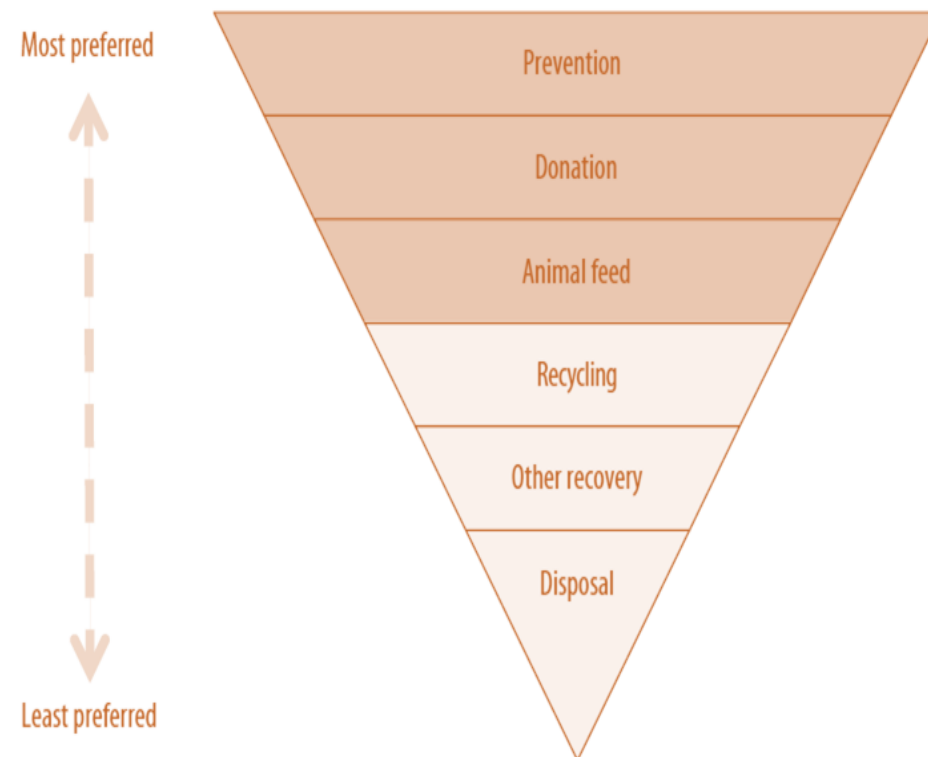 Most preferred
Prevention
Donation
Animal feed
Recycling
Other recovery
Disposal
Least preferred